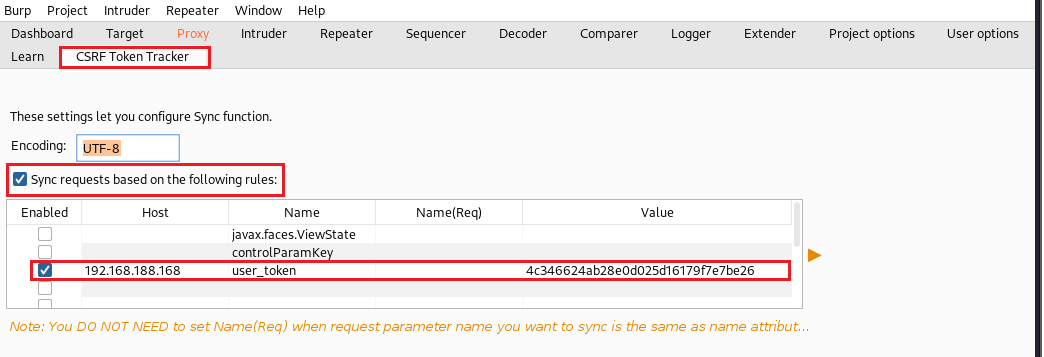 Burp Project Intruder Repeater Window Help
Dashboard Target Proxy Intruder Repeater Sequencer Decoder Comparer Logger Extender Project options User options
Learn CSRF Token Tracker
These settings let you configure Sync function.
Encoding: UTF-8
Sync requests based on the following rules:
Enabled Host Name Name(Req) Value
javax.faces.ViewState
controlParamKey
192.168.188.168 user_token 4c346624ab28e0d025d16179f7e7be26
Note: You DO NOT NEED to set Name(Req) when request parameter name you want to sync is the same as name attribut...